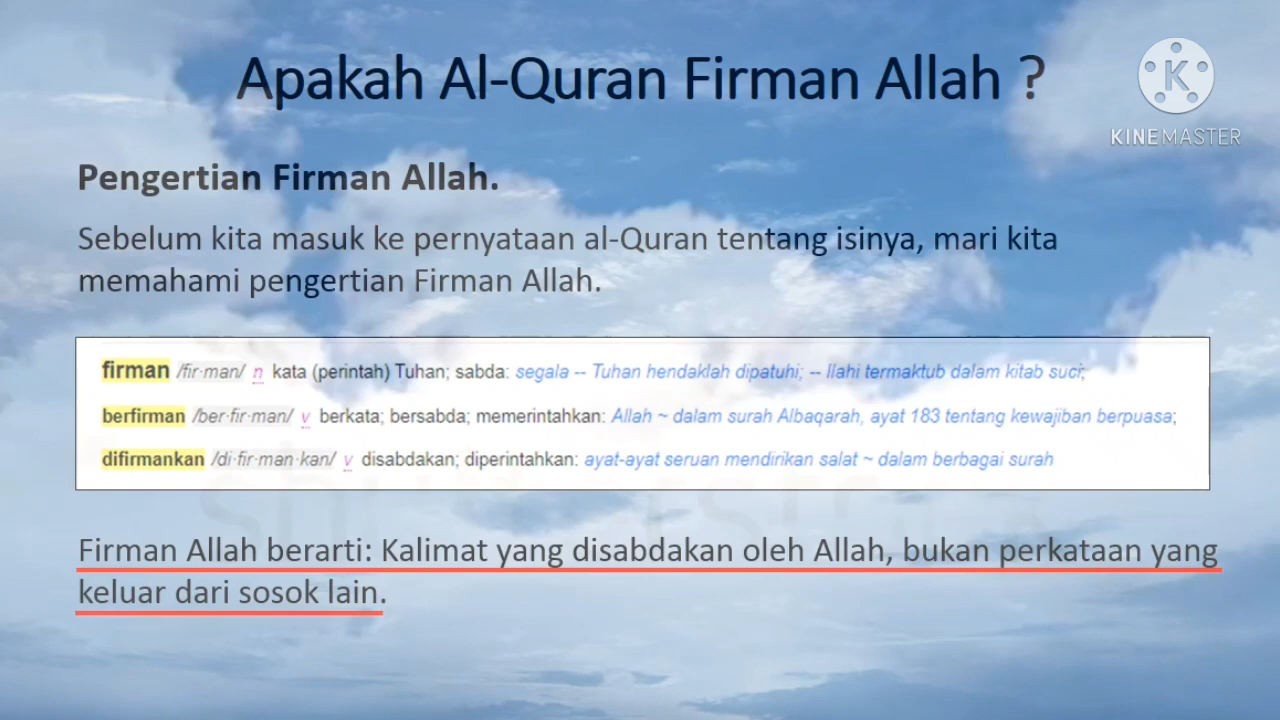 Apakah Al-Quran Firman Allah ?
KINEMASTER
Pengertian Firman Allah.
Sebelum kita masuk ke pernyataan al-Quran tentang isinya, mari kita
memahami pengertian Firman Allah.
firman /fir·man/ n kata (perintah) Tuhan; sabda: segala -- Tuhan hendaklah dipatuhi; -- Ilahi termaktub dalam kitab suci;
berfirman /ber·fir·man/ v berkata; bersabda; memerintahkan: Allah ~ dalam surah Albaqarah, ayat 183 tentang kewajiban berpuasa;
difirmankan /di·fir·man·kan/ v disabdakan; diperintahkan: ayat-ayat seruan mendirikan salat ~ dalam berbagai surah
Firman Allah berarti: Kalimat yang disabdakan oleh Allah, bukan perkataan yang
keluar dari sosok lain.